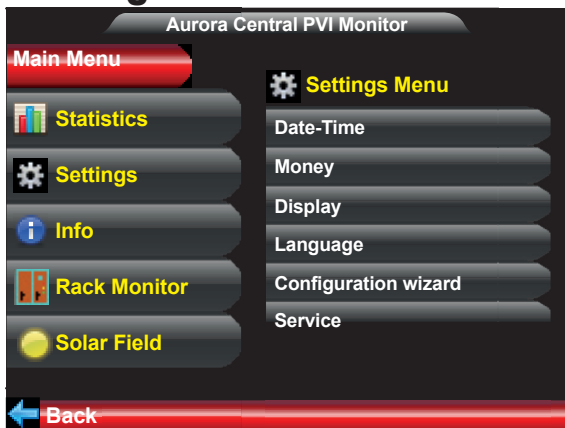 Aurora Central PVI Monitor
Main Menu
Statistics
Settings
Info
Rack Monitor
Solar Field
Settings Menu
Date-Time
Money
Display
Language
Configuration wizard
Service
Back